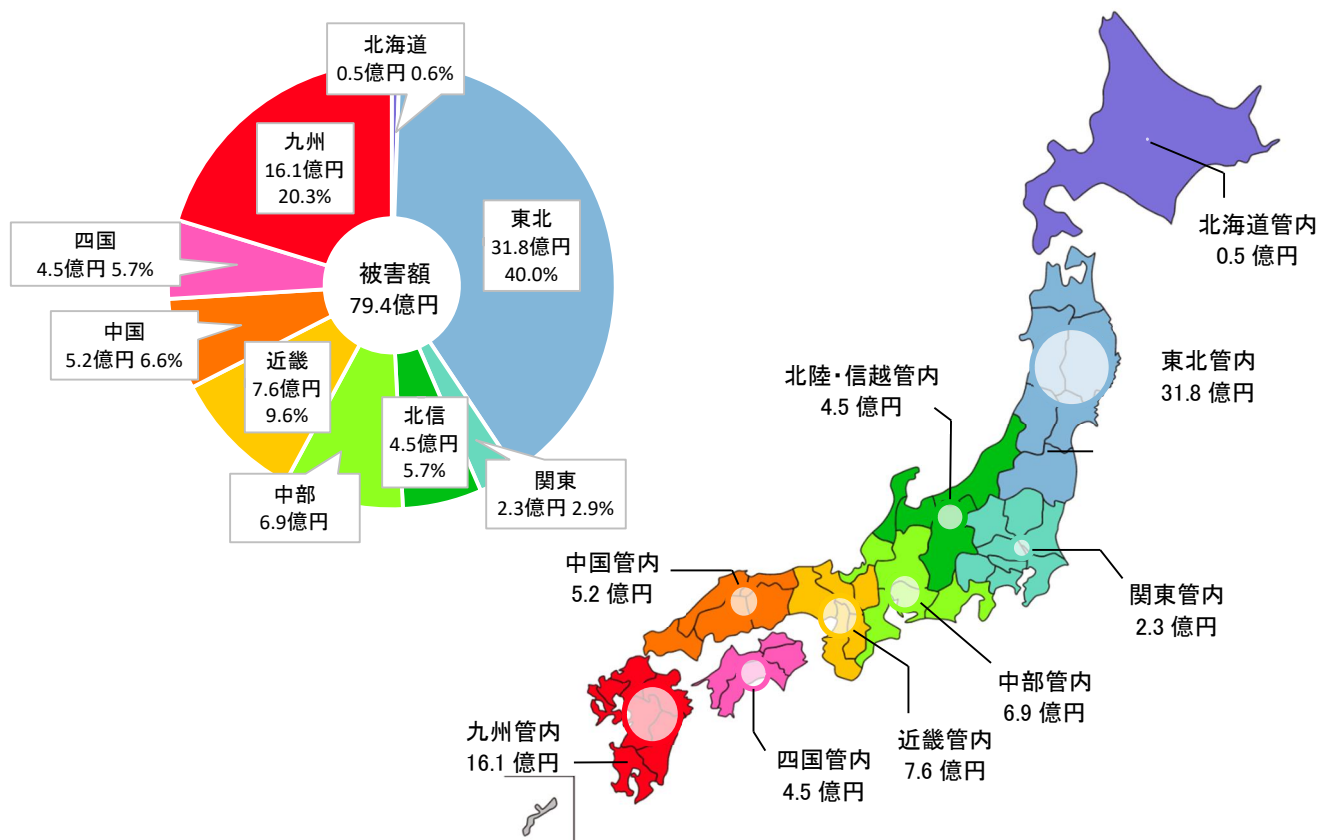 北海道
0.5億円 0.6%
九州
16.1億円
20.3%
東北
31.8億円
40.0%
四国
4.5億円 5.7%
被害額
79.4億円
中国
5.2億円 6.6%
近畿
7.6億円
9.6%
北信
4.5億円
5.7%
関東
2.3億円 2.9%
中部
6.9億円
北海道管内
0.5 億円
東北管内
31.8 億円
北陸・信越管内
4.5 億円
中国管内
5.2 億円
関東管内
2.3 億円
中部管内
6.9 億円
近畿管内
7.6 億円
九州管内
16.1 億円
四国管内
4.5 億円